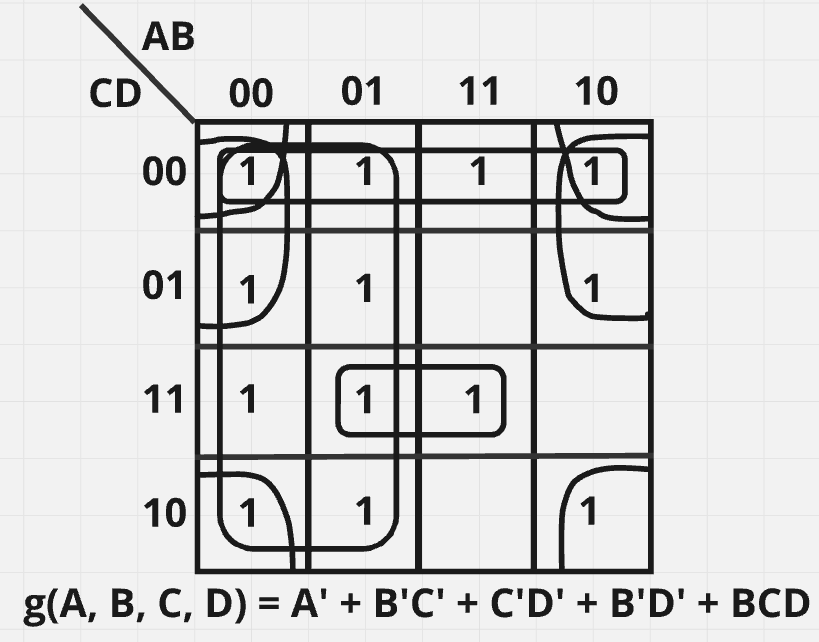 AB
CD 00 01 11 10
00 1 1 1 1
01 1 1 1
11 1 1 1
10 1 1 1
g(A, B, C, D) = A' + B'C' + C'D' + B'D' + BCD